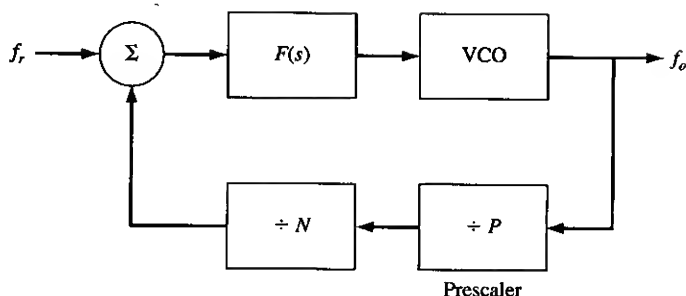 f_r
Σ
F(s)
VCO
f_o
÷ N
÷ P
Prescaler